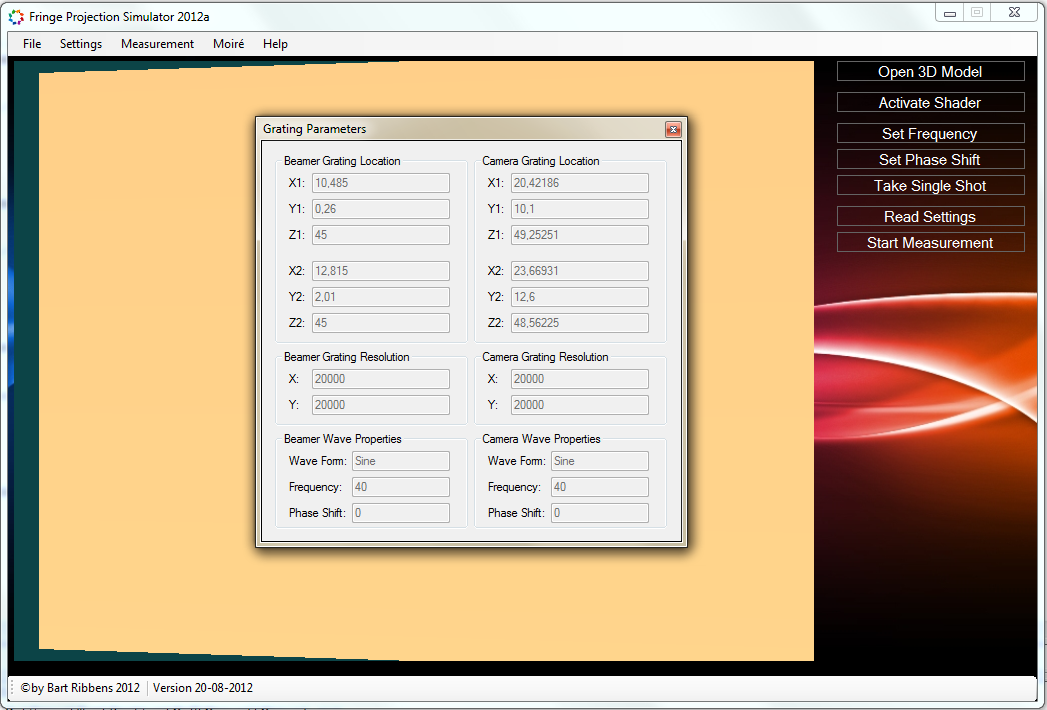 Fringe Projection Simulator 2012a
File Settings Measurement Moiré Help
Open 3D Model
Activate Shader
Set Frequency
Set Phase Shift
Take Single Shot
Read Settings
Start Measurement
Grating Parameters
Beamer Grating Location
X1: 10,485
Y1: 0,26
Z1: 45
X2: 12,815
Y2: 2,01
Z2: 45
Camera Grating Location
X1: 20,42186
Y1: 10,1
Z1: 49,25251
X2: 23,66931
Y2: 12,6
Z2: 48,56225
Beamer Grating Resolution
X: 20000
Y: 20000
Camera Grating Resolution
X: 20000
Y: 20000
Beamer Wave Properties
Wave Form: Sine
Frequency: 40
Phase Shift: 0
Camera Wave Properties
Wave Form: Sine
Frequency: 40
Phase Shift: 0
©by Bart Ribbens 2012 Version 20-08-2012